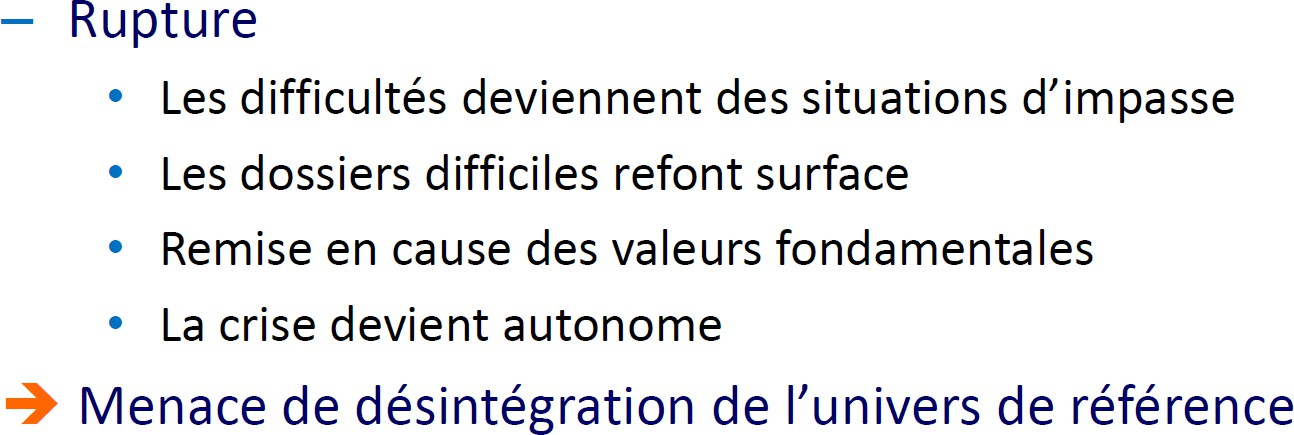 – Rupture
• Les difficultés deviennent des situations d’impasse
• Les dossiers difficiles refont surface
• Remise en cause des valeurs fondamentales
• La crise devient autonome
➔ Menace de désintégration de l’univers de référence